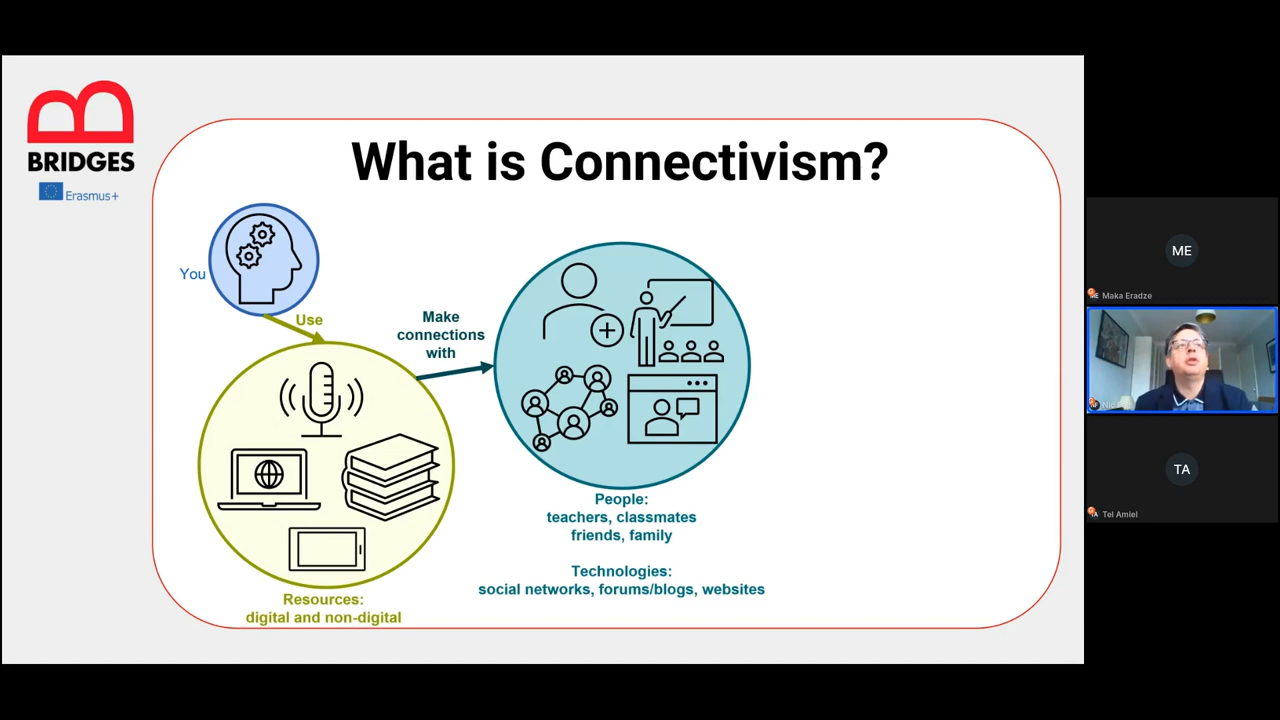 BRIDGES
Erasmus+
What is Connectivism?
You
Use
Make
connections
with
Resources:
digital and non-digital
People:
teachers, classmates
friends, family
Technologies:
social networks, forums/blogs, websites
ME
Maka Eradze
TA
Tel Amiel